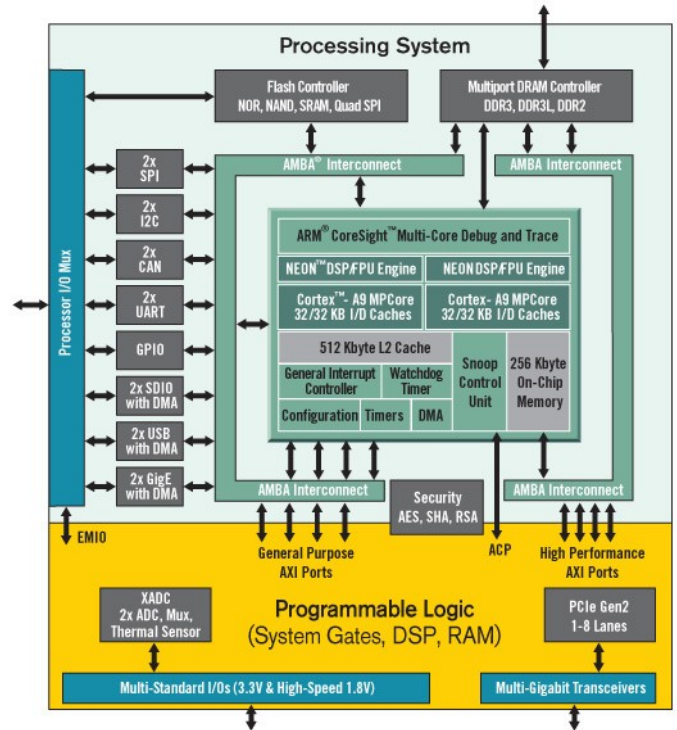 Processing System
Flash Controller
NOR, NAND, SRAM, Quad SPI
Multiport DRAM Controller
DDR3, DDR3L, DDR2
Processor I/O Mux
2x
SPI
2x
I2C
2x
CAN
2x
UART
GPIO
2x SDIO
with DMA
2x USB
with DMA
2x GigE
with DMA
AMBA® Interconnect
AMBA Interconnect
ARM® CoreSight™ Multi-Core Debug and Trace
NEON™ DSP/FPU Engine
NEON DSP/FPU Engine
Cortex™- A9 MPCore
32/32 KB I/D Caches
Cortex- A9 MPCore
32/32 KB I/D Caches
512 Kbyte L2 Cache
General Interrupt
Controller
Watchdog
Timer
Configuration
Timers
DMA
Snoop
Control
Unit
256 Kbyte
On-Chip
Memory
AMBA Interconnect
Security
AES, SHA, RSA
AMBA Interconnect
EMIO
General Purpose
AXI Ports
ACP
High Performance
AXI Ports
XADC
2x ADC, Mux,
Thermal Sensor
Programmable Logic
(System Gates, DSP, RAM)
PCIe Gen2
1-8 Lanes
Multi-Standard I/Os (3.3V & High-Speed 1.8V)
Multi-Gigabit Transceivers